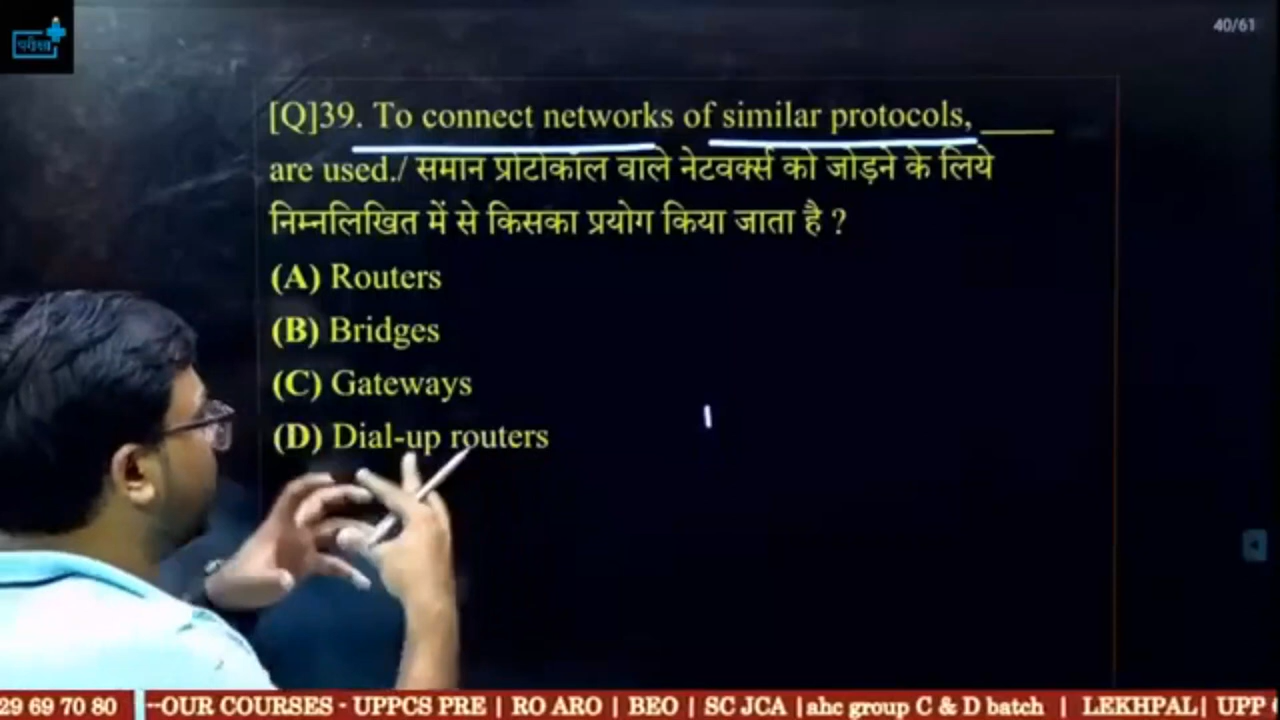 परीक्षा
40/61
[Q]39. To connect networks of similar protocols, ____
are used./ समान प्रोटोकॉल वाले नेटवर्क्स को जोड़ने के लिये
निम्नलिखित में से किसका प्रयोग किया जाता है ?
(A) Routers
(B) Bridges
(C) Gateways
(D) Dial-up routers
29 69 70 80 --OUR COURSES - UPPCS PRE | RO ARO | BEO | SC JCA |ahc group C & D batch | LEKHPAL| UPP